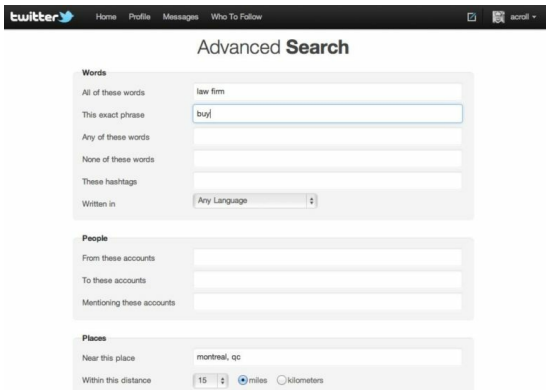 twitter Home Profile Messages Who To Follow acroll
Advanced Search
Words
All of these words law firm
This exact phrase buy
Any of these words
None of these words
These hashtags
Written in Any Language
People
From these accounts
To these accounts
Mentioning these accounts
Places
Near this place montreal, qc
Within this distance 15 miles kilometers